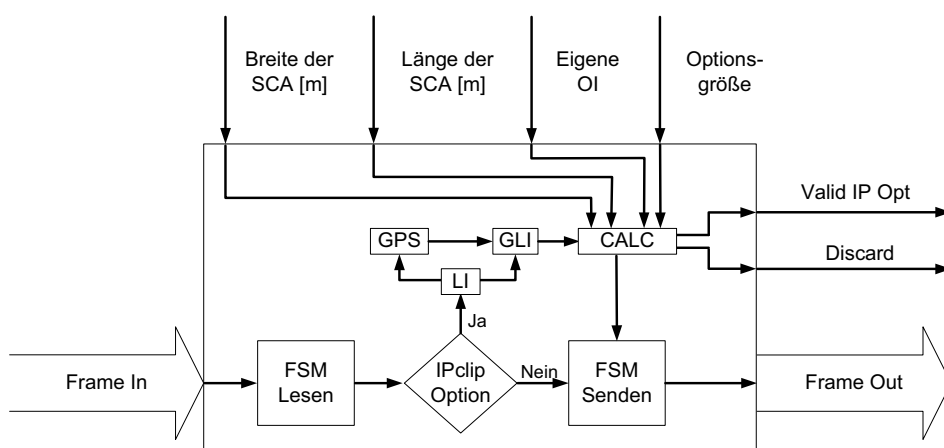 Breite der
SCA [m]
Länge der
SCA [m]
Eigene
OI
Options-
größe
Valid IP Opt
Discard
GPS
GLI
CALC
LI
Ja
Frame In
FSM
Lesen
IPclip
Option
Nein
FSM
Senden
Frame Out